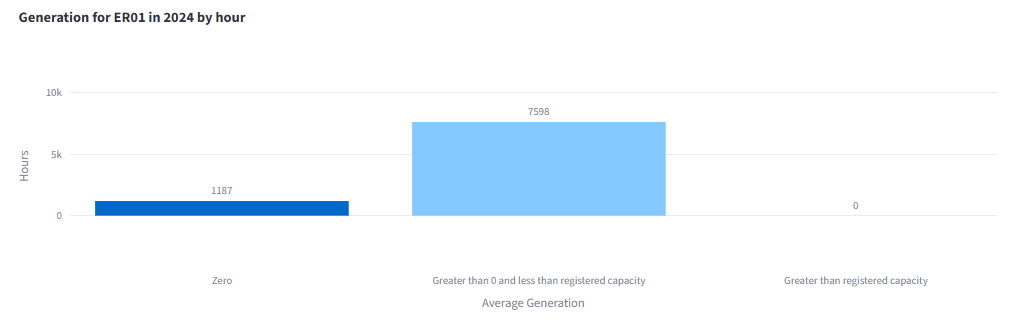 Generation for ER01 in 2024 by hour
10k
7598
5k
1187
0
0
Hours
Zero
Greater than 0 and less than registered capacity
Greater than registered capacity
Average Generation